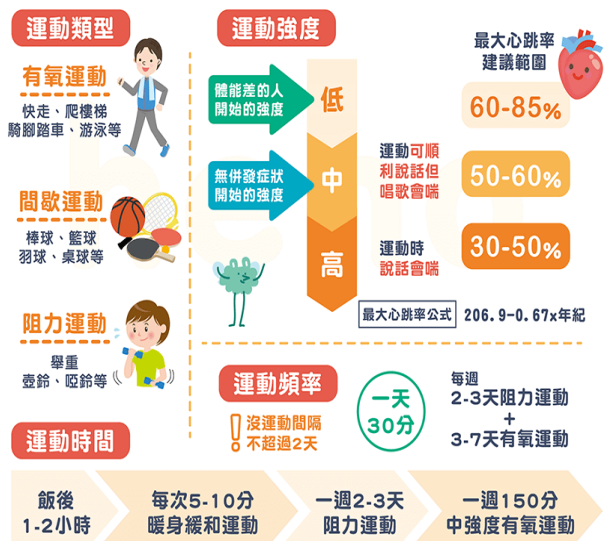 運動類型
有氧運動
快走、爬樓梯
騎腳踏車、游泳等
間歇運動
棒球、籃球
羽球、桌球等
阻力運動
舉重
壺鈴、啞鈴等
運動強度
體能差的人
開始的強度
無併發症狀
開始的強度
低
中
高
運動可順
利說話但
唱歌會喘
運動時
說話會喘
最大心跳率
建議範圍
60-85%
50-60%
30-50%
最大心跳率公式 206.9-0.67x年紀
運動頻率
沒運動間隔
不超過2天
一天
30分
每週
2-3天阻力運動
+
3-7天有氧運動
運動時間
飯後
1-2小時
每次5-10分
暖身緩和運動
一週2-3天
阻力運動
一週150分
中強度有氧運動